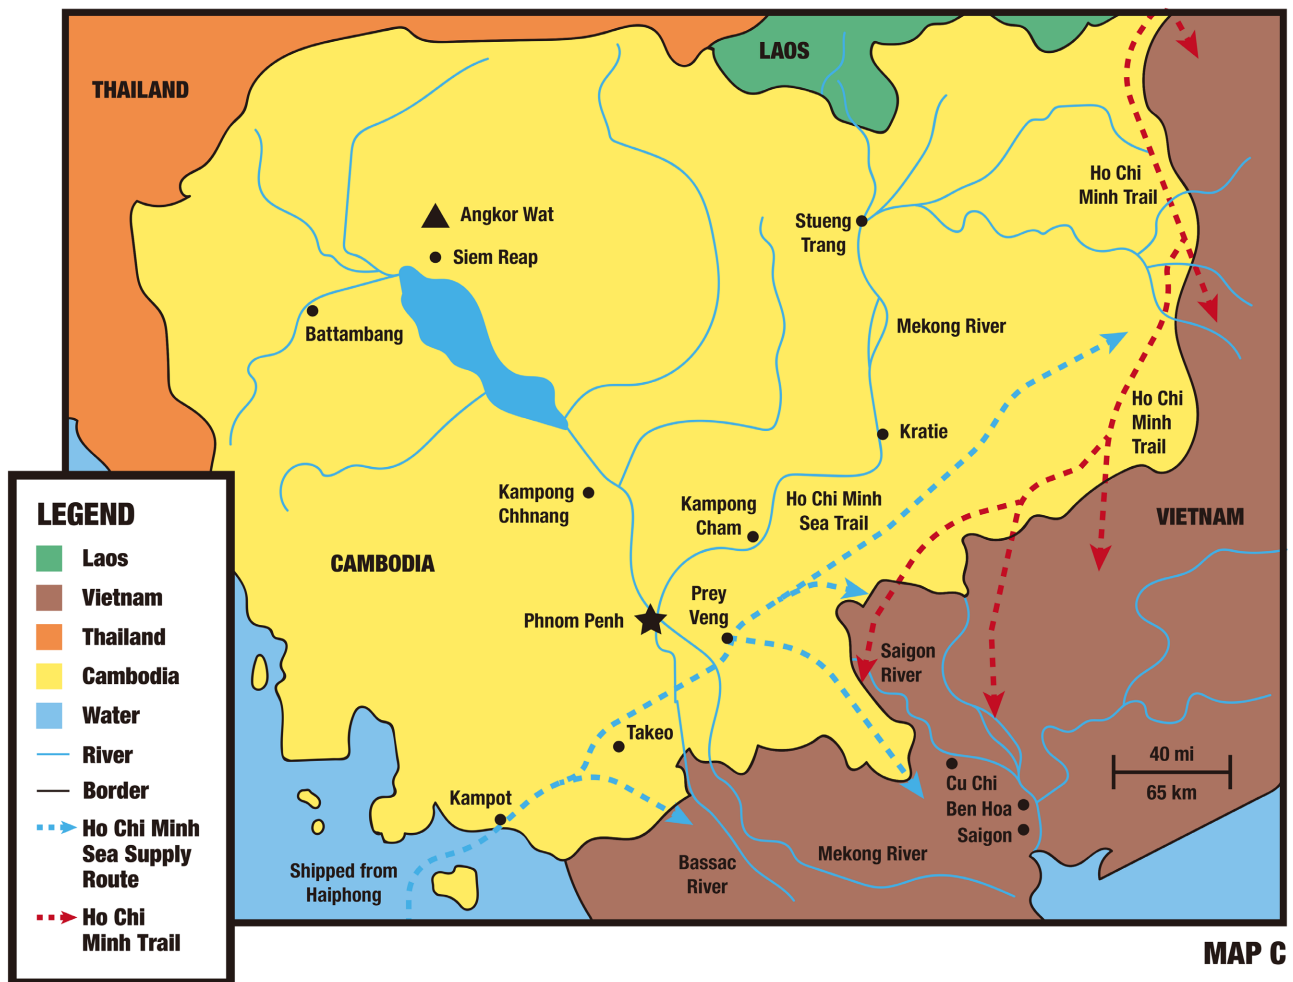 THAILAND
LAOS
Angkor Wat
Siem Reap
Battambang
Stueng
Trang
Ho Chi
Minh Trail
Mekong River
Kratie
Ho Chi
Minh
Trail
Kampong
Chhnang
Kampong
Cham
Ho Chi Minh
Sea Trail
VIETNAM
CAMBODIA
Phnom Penh
Prey
Veng
Saigon
River
Takeo
Kampot
Cu Chi
Ben Hoa
Saigon
40 mi
65 km
Shipped from
Haiphong
Bassac
River
Mekong River
LEGEND
Laos
Vietnam
Thailand
Cambodia
Water
River
Border
Ho Chi Minh
Sea Supply
Route
Ho Chi
Minh Trail
MAP C